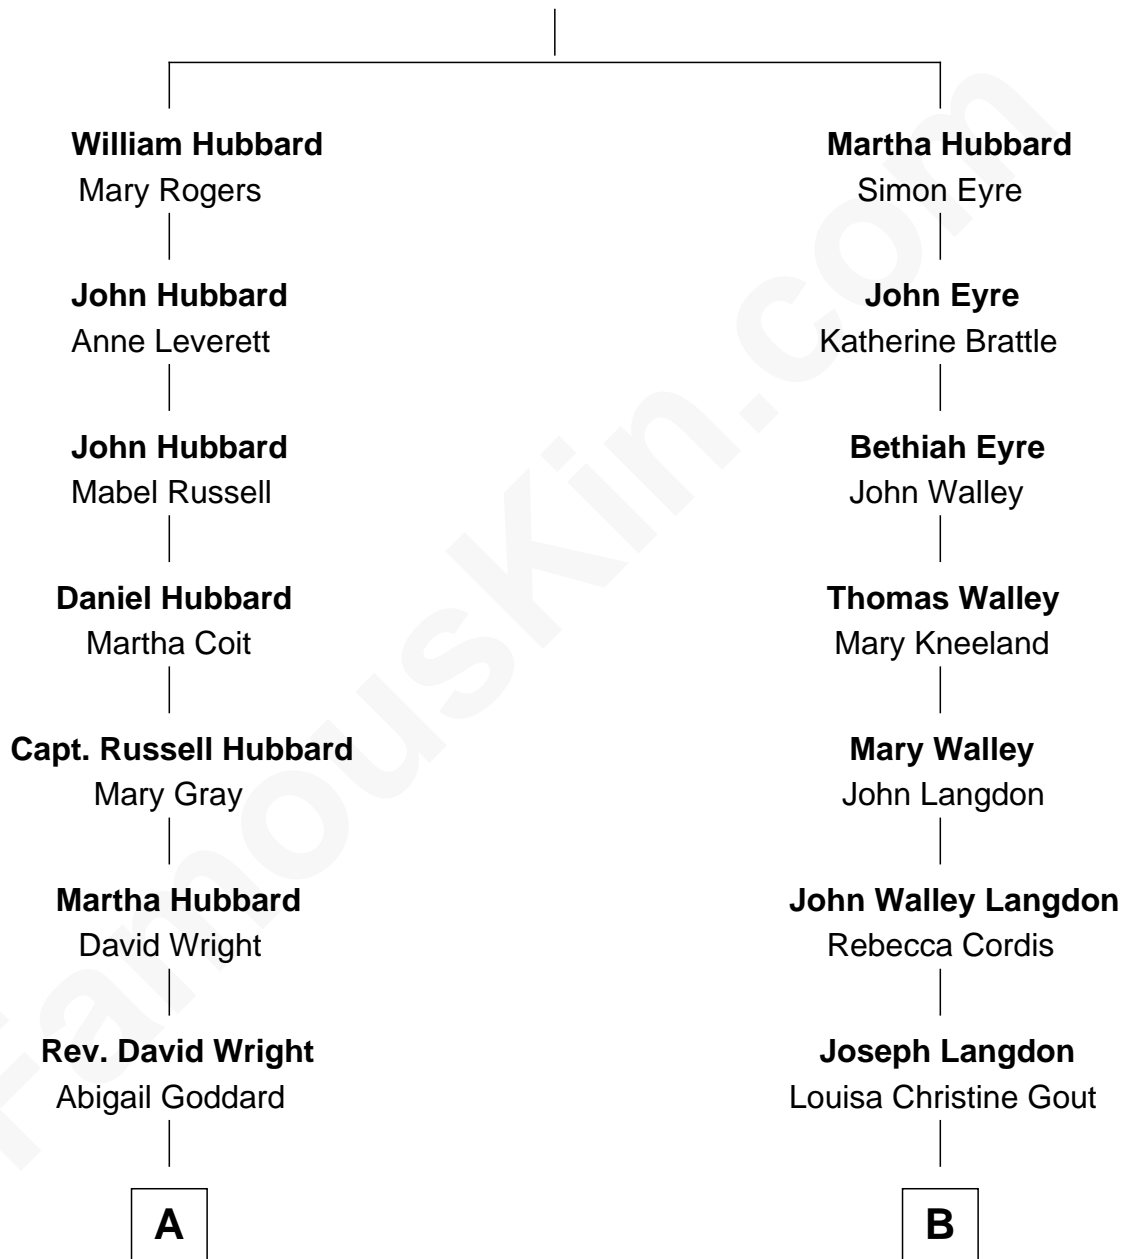 William Hubbard
Mary Rogers
John Hubbard
Anne Leverett
John Hubbard
Mabel Russell
Daniel Hubbard
Martha Coit
Capt. Russell Hubbard
Mary Gray
Martha Hubbard
David Wright
Rev. David Wright
Abigail Goddard
A
Martha Hubbard
Simon Eyre
John Eyre
Katherine Brattle
Bethiah Eyre
John Walley
Thomas Walley
Mary Kneeland
Mary Walley
John Langdon
John Walley Langdon
Rebecca Cordis
Joseph Langdon
Louisa Christine Gout
B
FamousKin.com